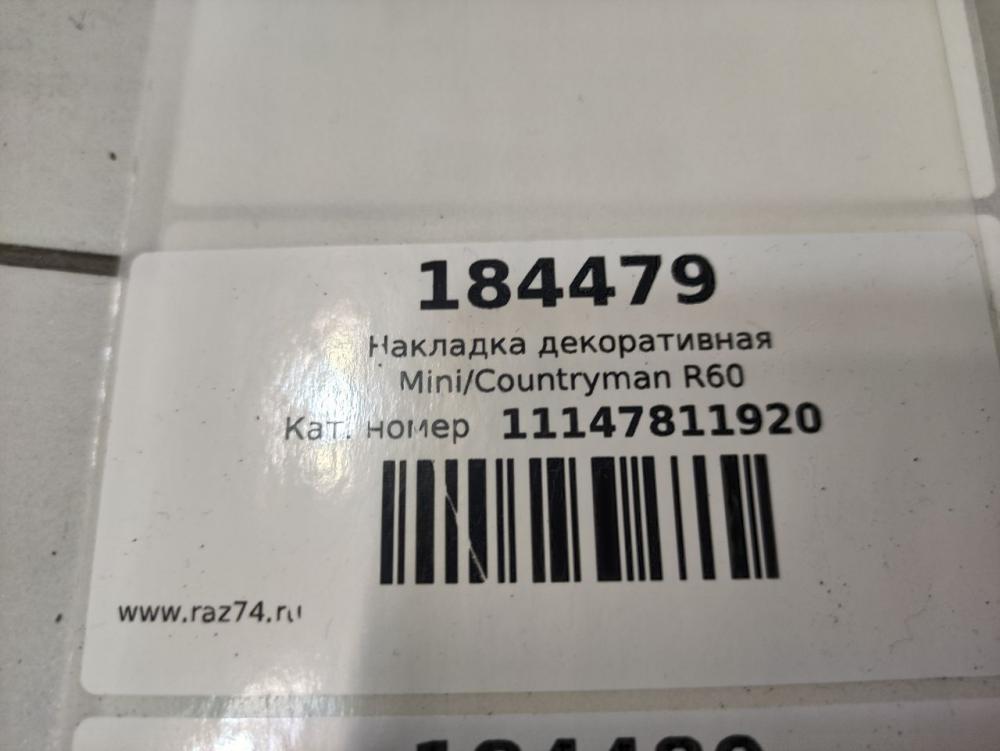 184479
Накладка декоративная
Mini/Countryman R60
Кат. номер 11147811920
www.raz74.ru